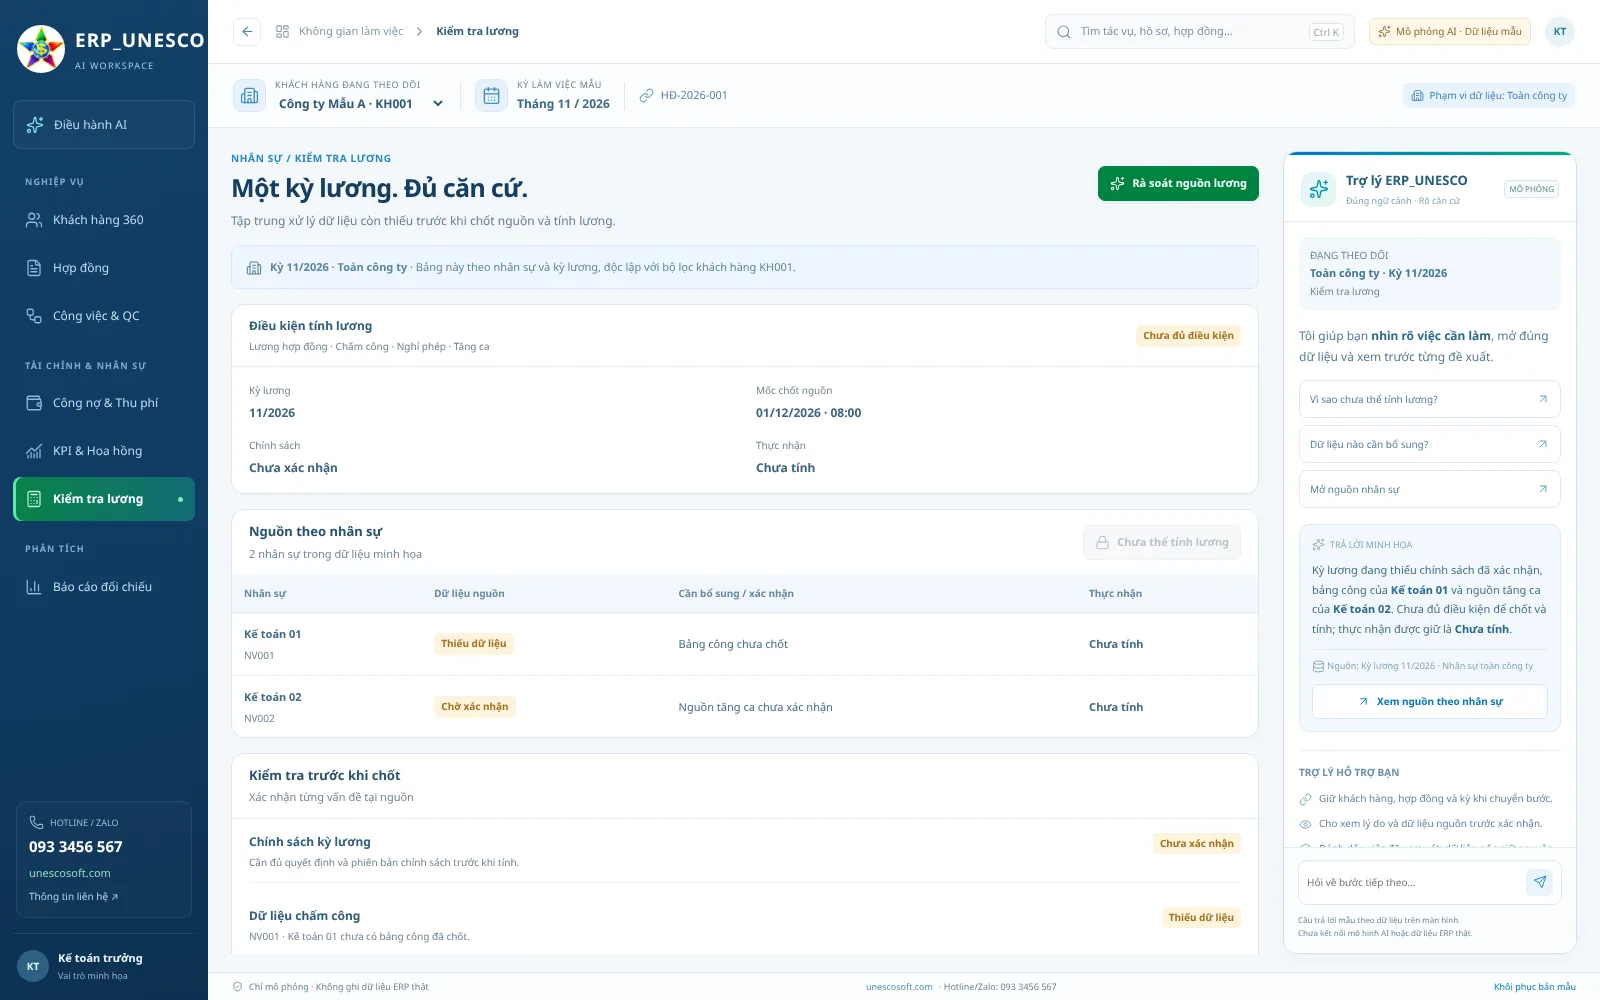 ERP_UNESCO
AI WORKSPACE
Điều hành AI
NGHIỆP VỤ
Khách hàng 360
Hợp đồng
Công việc & QC
TÀI CHÍNH & NHÂN SỰ
Công nợ & Thu phí
KPI & Hoa hồng
Kiểm tra lương
PHÂN TÍCH
Báo cáo đối chiếu
HOTLINE / ZALO
093 3456 567
unescosoft.com
Thông tin liên hệ ↗
KT
Kế toán trưởng
Vai trò minh họa
Không gian làm việc
Kiểm tra lương
Tìm tác vụ, hồ sơ, hợp đồng...
Ctrl K
Mô phỏng AI · Dữ liệu mẫu
KT
KHÁCH HÀNG ĐANG THEO DÕI
Công ty Mẫu A · KH001
KỲ LÀM VIỆC MẪU
Tháng 11 / 2026
HĐ-2026-001
Phạm vi dữ liệu: Toàn công ty
NHÂN SỰ / KIỂM TRA LƯƠNG
Một kỳ lương. Đủ căn cứ.
Tập trung xử lý dữ liệu còn thiếu trước khi chốt nguồn và tính lương.
Rà soát nguồn lương
Kỳ 11/2026 · Toàn công ty · Bảng này theo nhân sự và kỳ lương, độc lập với bộ lọc khách hàng KH001.
Điều kiện tính lương
Lương hợp đồng · Chấm công · Nghỉ phép · Tăng ca
Chưa đủ điều kiện
Kỳ lương
11/2026
Mốc chốt nguồn
01/12/2026 · 08:00
Chính sách
Chưa xác nhận
Thực nhận
Chưa tính
Nguồn theo nhân sự
2 nhân sự trong dữ liệu minh họa
Chưa thể tính lương
Nhân sự
Dữ liệu nguồn
Cần bổ sung / xác nhận
Thực nhận
Kế toán 01
NV001
Thiếu dữ liệu
Bảng công chưa chốt
Chưa tính
Kế toán 02
NV002
Chờ xác nhận
Nguồn tăng ca chưa xác nhận
Chưa tính
Kiểm tra trước khi chốt
Xác nhận từng vấn đề tại nguồn
Chính sách kỳ lương
Cần đủ quyết định và phiên bản chính sách trước khi tính.
Chưa xác nhận
Dữ liệu chấm công
NV001 · Kế toán 01 chưa có bảng công đã chốt.
Thiếu dữ liệu
Trợ lý ERP_UNESCO
Đúng ngữ cảnh · Rõ căn cứ
MÔ PHỎNG
ĐANG THEO DÕI
Toàn công ty · Kỳ 11/2026
Kiểm tra lương
Tôi giúp bạn nhìn rõ việc cần làm, mở đúng
dữ liệu và xem trước từng đề xuất.
Vì sao chưa thể tính lương?
Dữ liệu nào cần bổ sung?
Mở nguồn nhân sự
TRẢ LỜI MINH HỌA
Kỳ lương đang thiếu chính sách đã xác nhận,
bảng công của Kế toán 01 và nguồn tăng ca
của Kế toán 02. Chưa đủ điều kiện để chốt và
tính; thực nhận được giữ là Chưa tính.
Nguồn: Kỳ lương 11/2026 · Nhân sự toàn công ty
Xem nguồn theo nhân sự
TRỢ LÝ HỖ TRỢ BẠN
Giữ khách hàng, hợp đồng và kỳ khi chuyển bước.
Cho xem lý do và dữ liệu nguồn trước xác nhận.
Hỏi về bước tiếp theo...
Câu trả lời mẫu theo dữ liệu trên màn hình.
Chưa kết nối mô hình AI hoặc dữ liệu ERP thật.
Chỉ mô phỏng · Không ghi dữ liệu ERP thật
unescosoft.com · Hotline/Zalo: 093 3456 567
Khôi phục bản mẫu